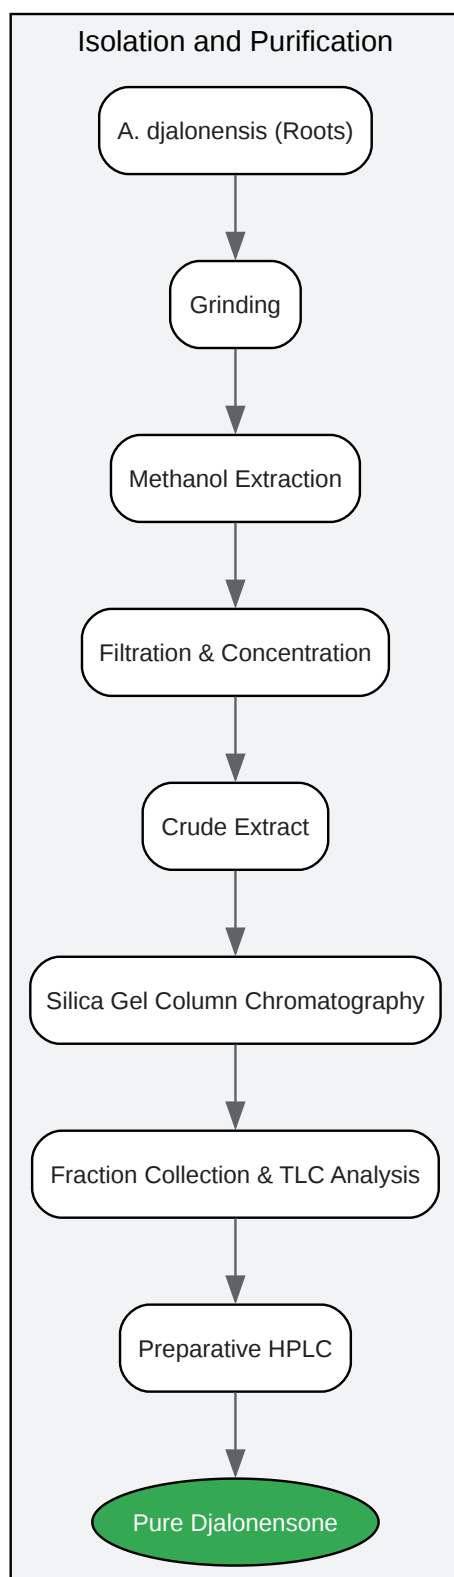 Isolation and Purification
A. djalonensis (Roots)
Grinding
Methanol Extraction
Filtration & Concentration
Crude Extract
Silica Gel Column Chromatography
Fraction Collection & TLC Analysis
Preparative HPLC
Pure Djalonensone